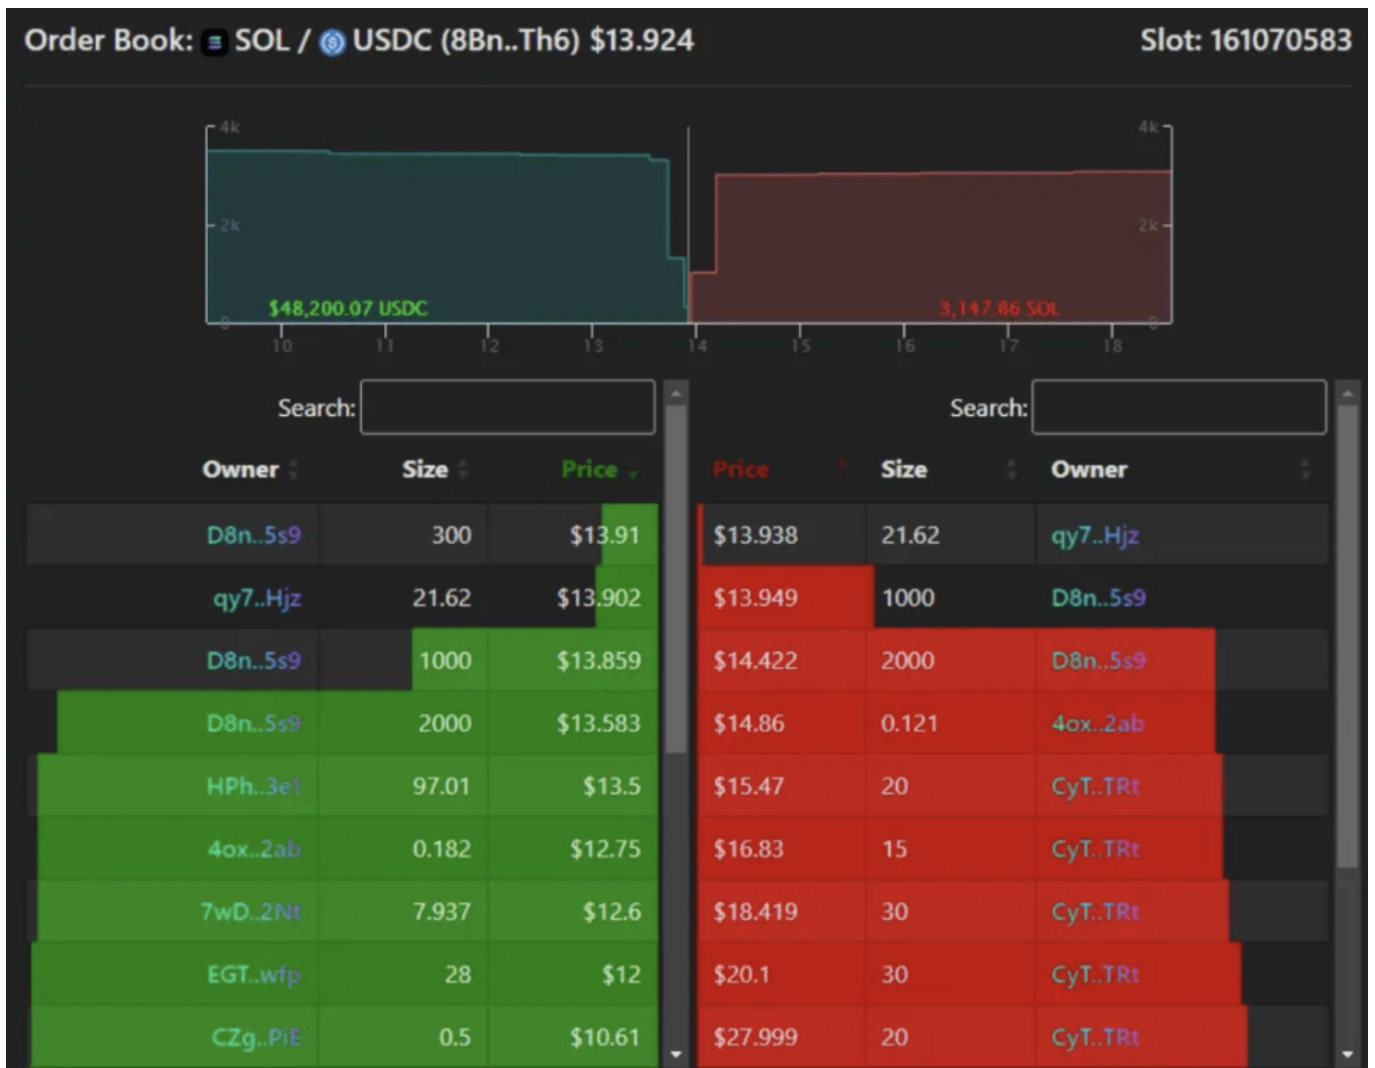 Order Book: SOL / USDC (8Bn..Th6) $13.924
Slot: 161070583
4k 4k
2k 2k
$48,200.07 USDC 3,147.86 SOL
0 0
10 11 12 13 14 15 16 17 18
Search: Search:
Owner Size Price Price Size Owner
D8n..5s9 300 $13.91 $13.938 21.62 qy7..Hjz
qy7..Hjz 21.62 $13.902 $13.949 1000 D8n..5s9
D8n..5s9 1000 $13.859 $14.422 2000 D8n..5s9
D8n..5s9 2000 $13.583 $14.86 0.121 4ox..2ab
HPh..3e1 97.01 $13.5 $15.47 20 CyT..TRt
4ox..2ab 0.182 $12.75 $16.83 15 CyT..TRt
7wD..2Nt 7.937 $12.6 $18.419 30 CyT..TRt
EGT..wfp 28 $12 $20.1 30 CyT..TRt
CZg..PiE 0.5 $10.61 $27.999 20 CyT..TRt